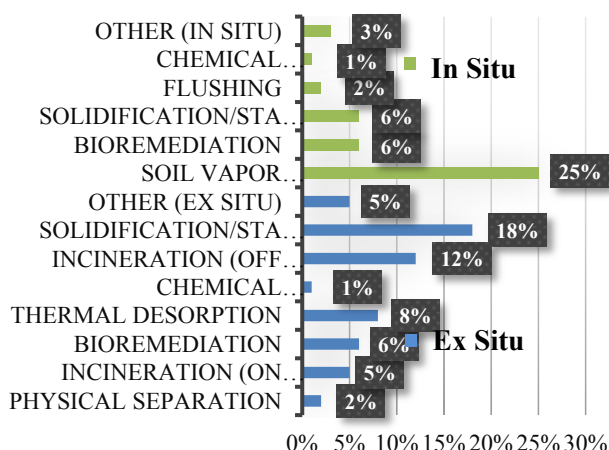 OTHER (IN SITU) 3%
CHEMICAL… 1%
In Situ
FLUSHING 2%
SOLIDIFICATION/STA… 6%
BIOREMEDIATION 6%
SOIL VAPOR… 25%
OTHER (EX SITU) 5%
SOLIDIFICATION/STA… 18%
INCINERATION (OFF… 12%
CHEMICAL… 1%
THERMAL DESORPTION 8%
Ex Situ
BIOREMEDIATION 6%
INCINERATION (ON… 5%
PHYSICAL SEPARATION 2%
0% 5% 10% 15% 20% 25% 30%